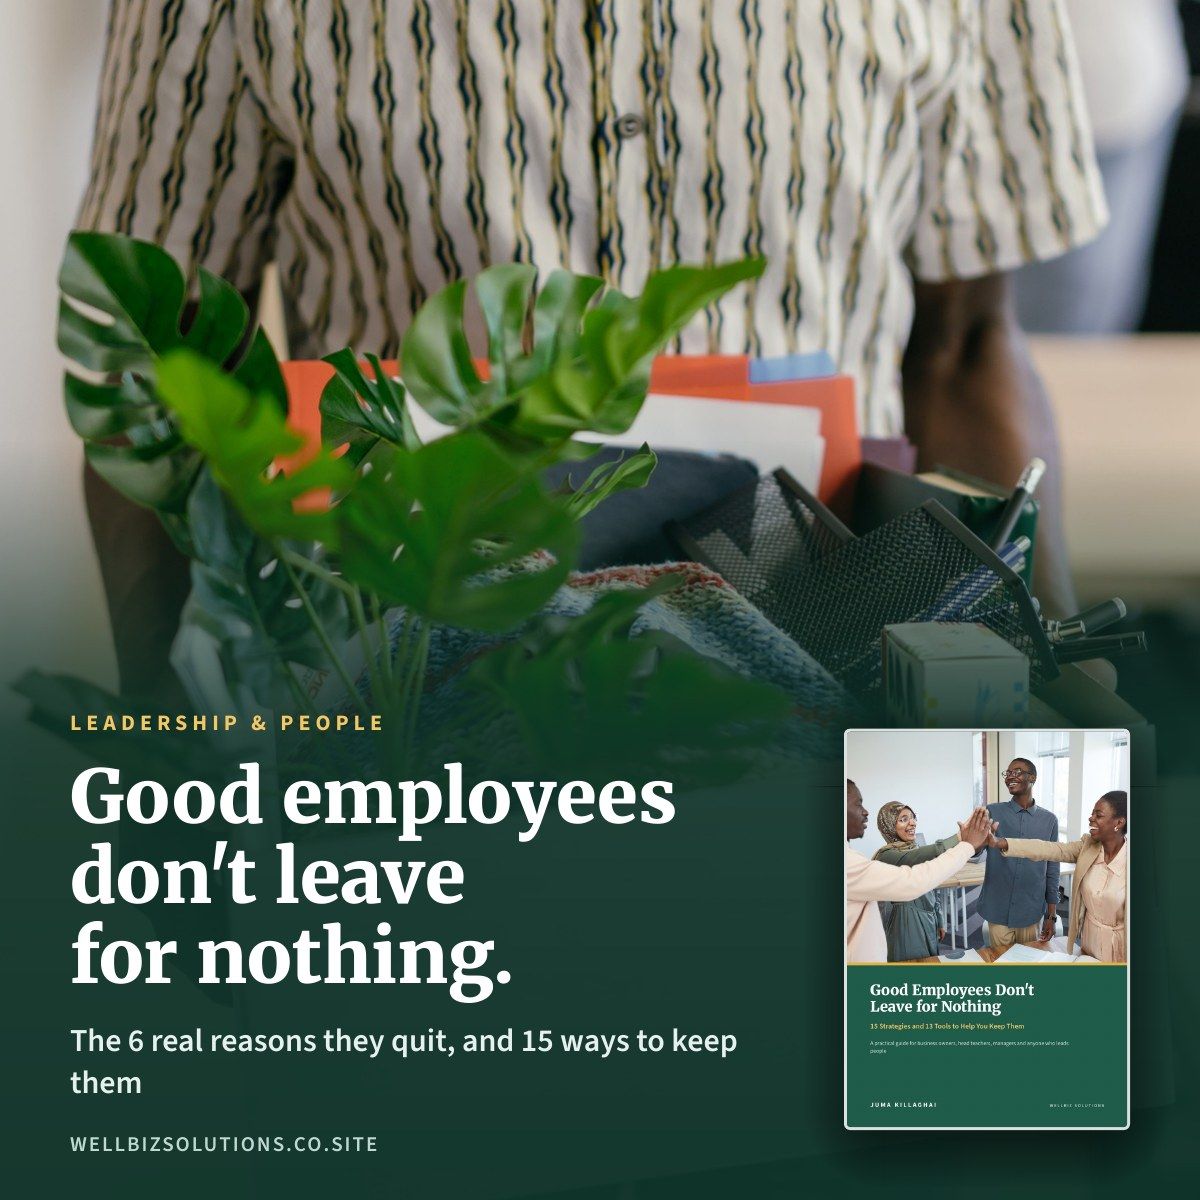 LEADERSHIP & PEOPLE
Good employees
don't leave
for nothing.
The 6 real reasons they quit, and 15 ways to keep
them
WELLBIZSOLUTIONS.CO.SITE
Good Employees Don't
Leave for Nothing
15 Strategies and 13 Tools to Help You Keep Them
A practical guide for business owners, head teachers, managers and anyone who leads
people
JUMA KILLAGHAI
WELLBIZ SOLUTIONS